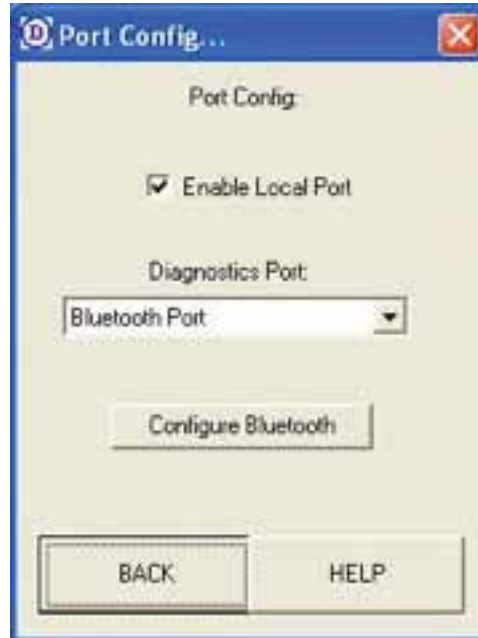 D Port Config...
Port Config:
Enable Local Port
Diagnostics Port:
Bluetooth Port
Configure Bluetooth
BACK
HELP